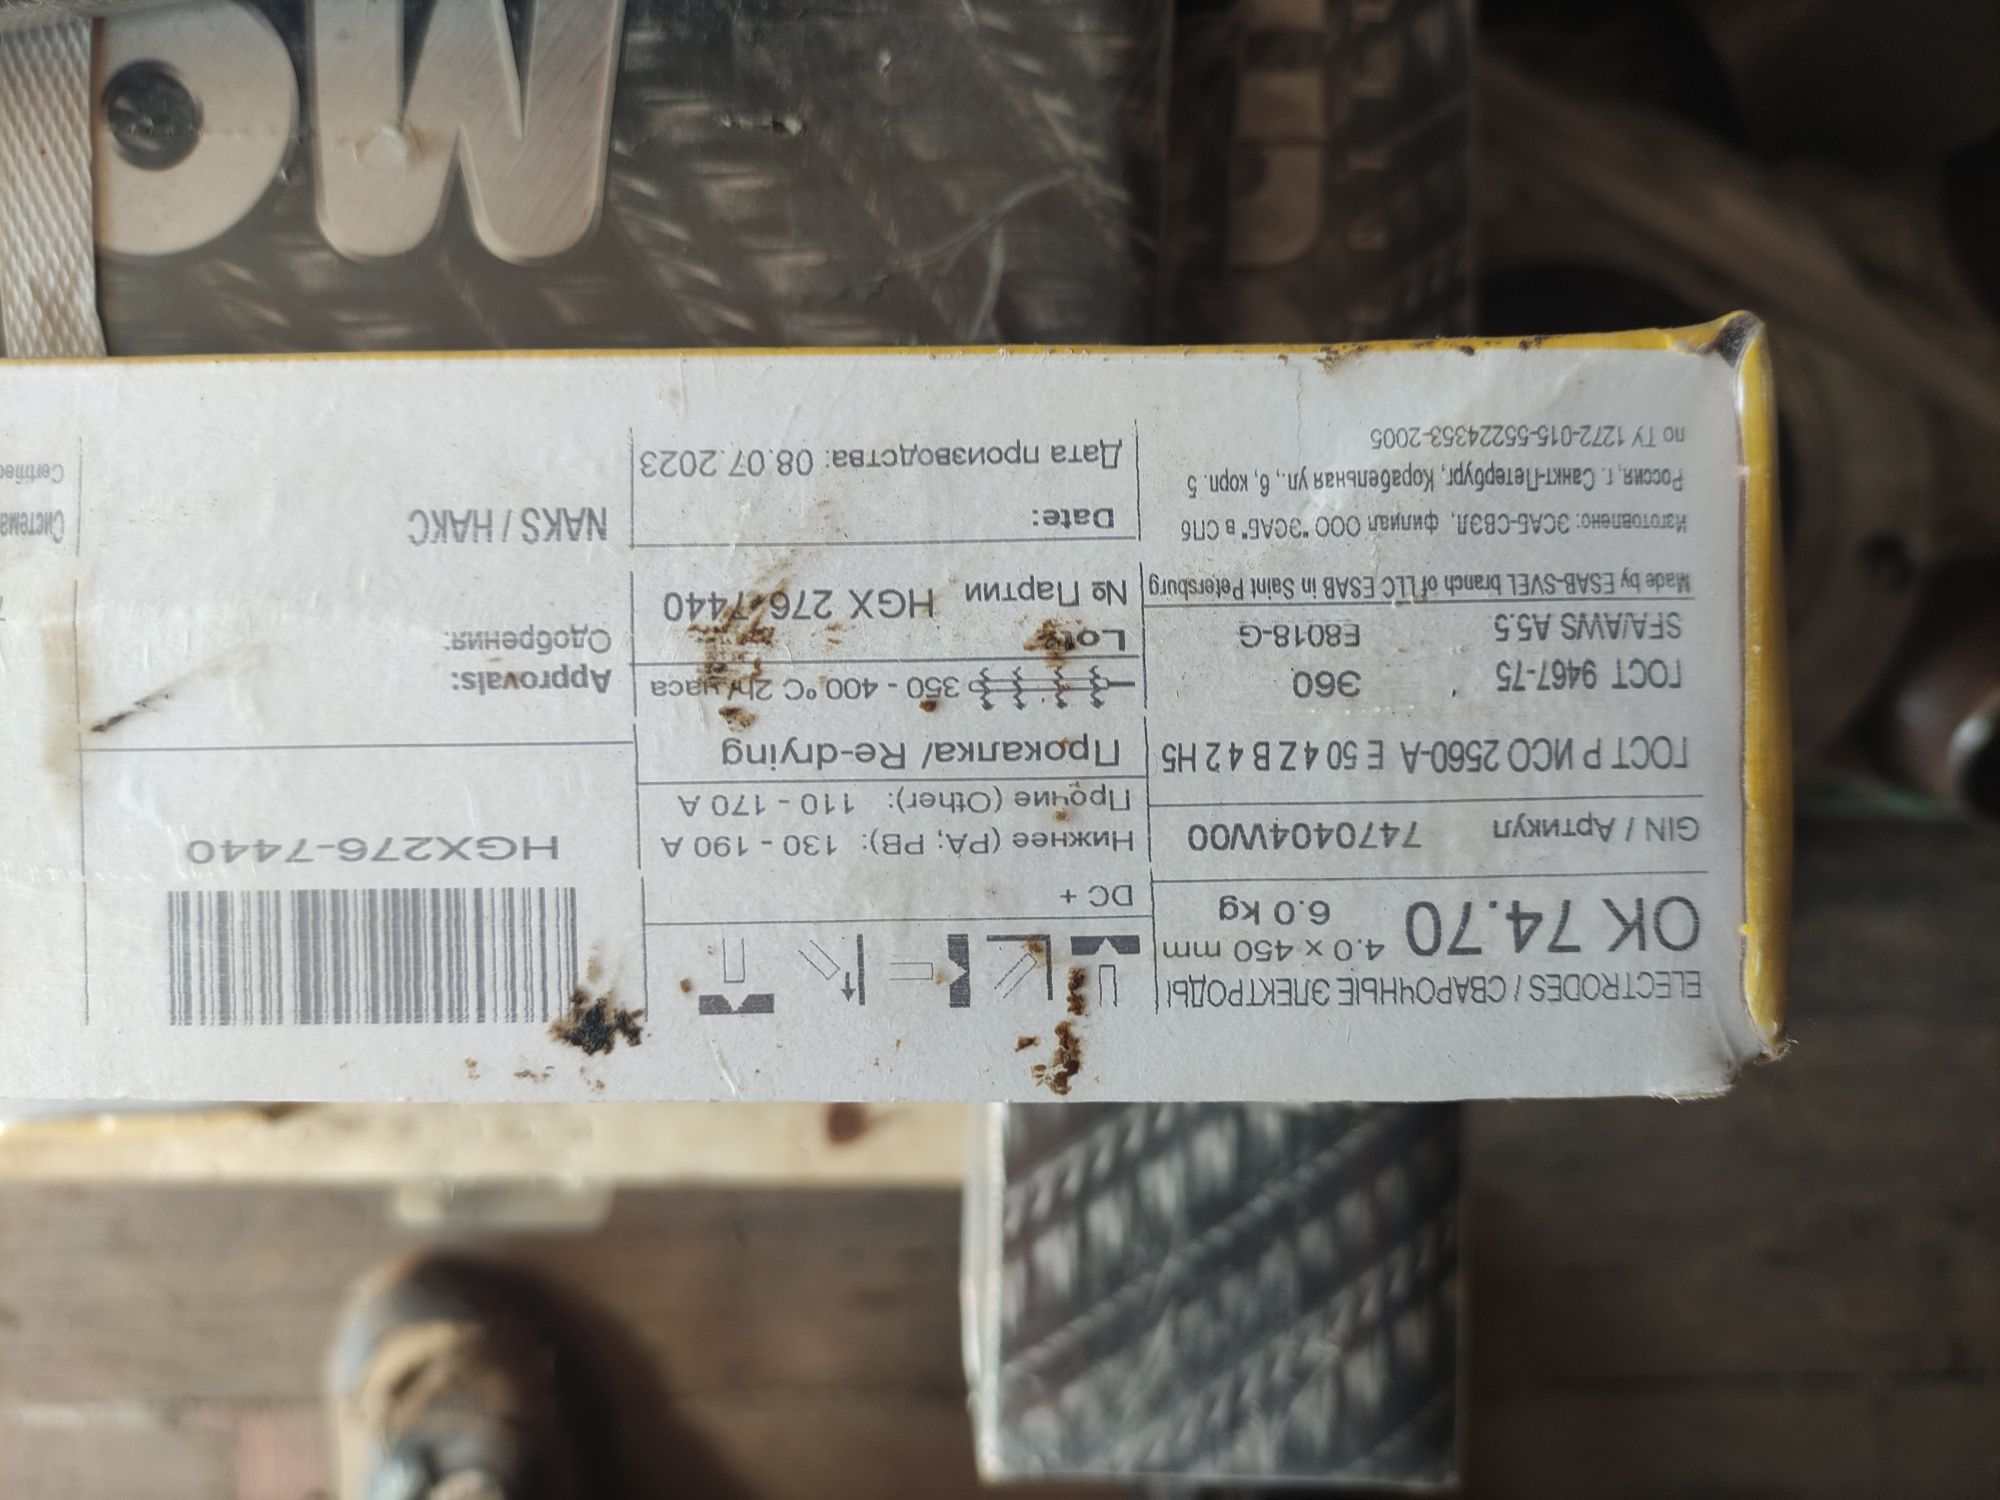 ELECTRODES / СВАРОЧНЫЕ ЭЛЕКТРОДЫ
OK 74.70
4.0 x 450 mm
6.0 kg
GIN / Артикул 7470404W00
ГОСТ Р ИСО 2560-А Е 50 4 Z B 4 2 H5
ГОСТ 9467-75 Э60
SFA/AWS A5.5 E8018-G
Made by ESAB-SVEL branch of LLC ESAB in Saint Petersburg
Изготовлено: ЭСАБ-СВЭЛ, филиал ООО "ЭСАБ" в СПб
Россия, г. Санкт-Петербург, Корабельная ул., 6, корп. 5
по ТУ 1272-015-55224353-2005
DC +
Нижнее (PA; PB): 130 - 190 A
Прочие (Other): 110 - 170 A
Прокалка/ Re-drying
350 - 400 °C 2h/часа
Lot:
№ Партии HGX 276-7440
Date:
Дата производства: 08.07.2023
HGX276-7440
Approvals:
Одобрения:
NAKS / НАКС
Система